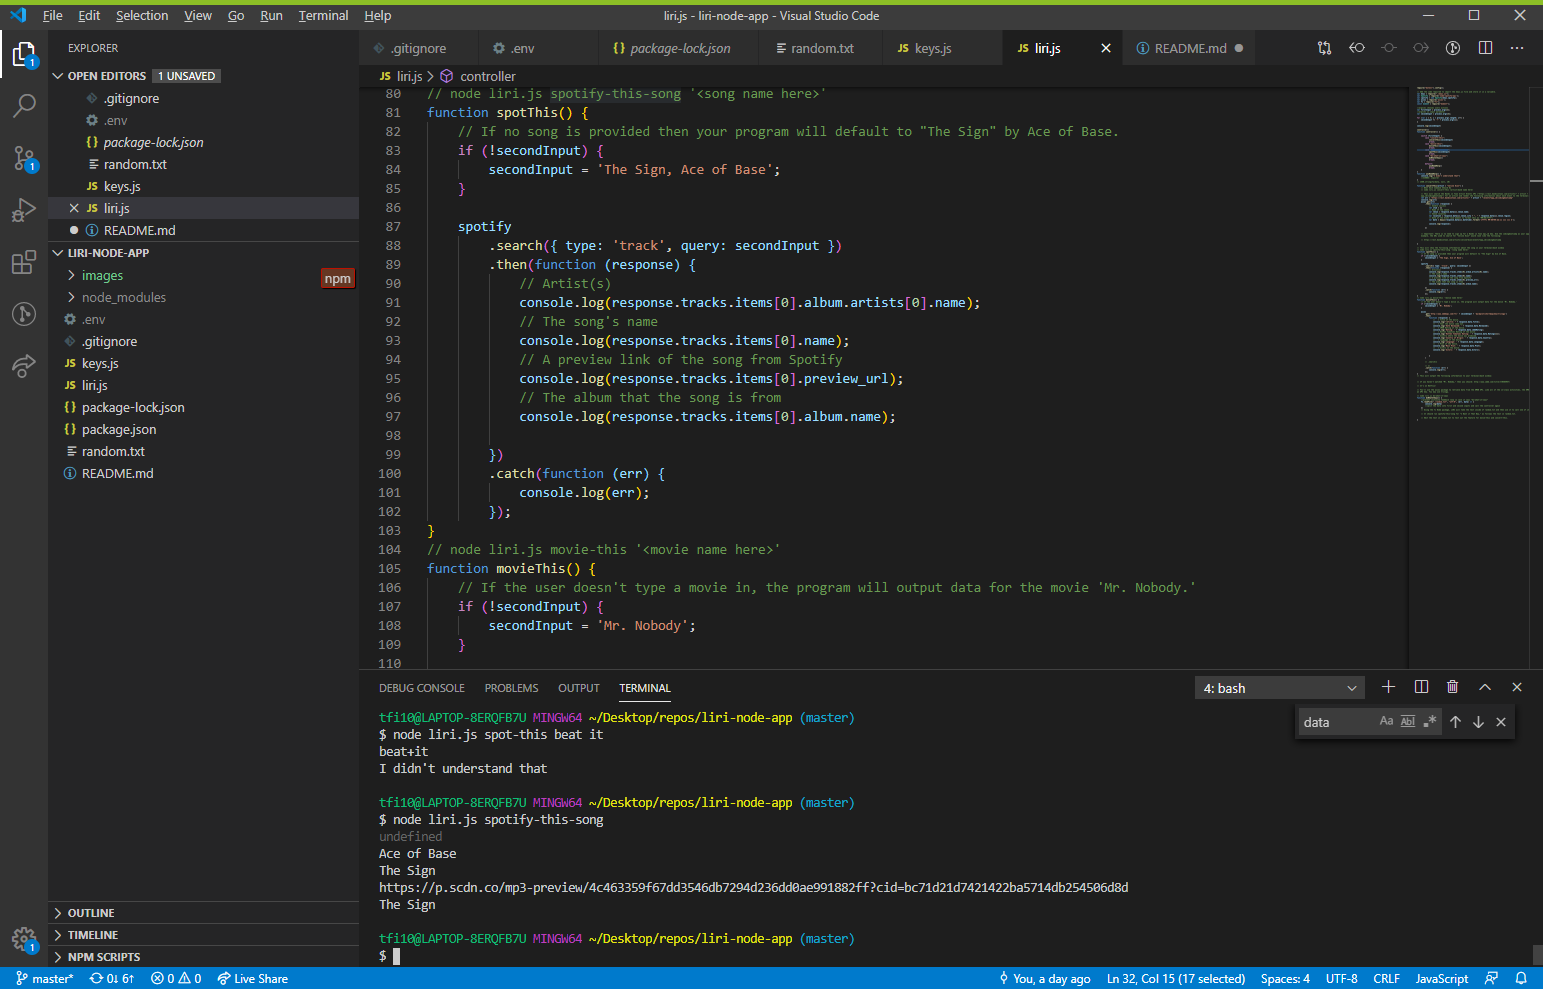 File Edit Selection View Go Run Terminal Help
liri.js - liri-node-app - Visual Studio Code
EXPLORER
OPEN EDITORS 1 UNSAVED
.gitignore
.env
package-lock.json
random.txt
keys.js
liri.js
README.md
LIRI-NODE-APP
images
node_modules
npm
.env
.gitignore
keys.js
liri.js
package-lock.json
package.json
random.txt
README.md
OUTLINE
TIMELINE
NPM SCRIPTS
.gitignore .env package-lock.json random.txt keys.js liri.js README.md
JS liri.js > controller
80 // node liri.js spotify-this-song '<song name here>'
81 function spotThis() {
82 // If no song is provided then your program will default to "The Sign" by Ace of Base.
83 if (!secondInput) {
84 secondInput = 'The Sign, Ace of Base';
85 }
86
87 spotify
88 .search({ type: 'track', query: secondInput })
89 .then(function (response) {
90 // Artist(s)
91 console.log(response.tracks.items[0].album.artists[0].name);
92 // The song's name
93 console.log(response.tracks.items[0].name);
94 // A preview link of the song from Spotify
95 console.log(response.tracks.items[0].preview_url);
96 // The album that the song is from
97 console.log(response.tracks.items[0].album.name);
98
99 })
100 .catch(function (err) {
101 console.log(err);
102 });
103 }
104 // node liri.js movie-this '<movie name here>'
105 function movieThis() {
106 // If the user doesn't type a movie in, the program will output data for the movie 'Mr. Nobody.'
107 if (!secondInput) {
108 secondInput = 'Mr. Nobody';
109 }
110
DEBUG CONSOLE PROBLEMS OUTPUT TERMINAL
4: bash
data Aa Abl .*
tfi10@LAPTOP-8ERQFB7U MINGW64 ~/Desktop/repos/liri-node-app (master)
$ node liri.js spot-this beat it
beat+it
I didn't understand that
tfi10@LAPTOP-8ERQFB7U MINGW64 ~/Desktop/repos/liri-node-app (master)
$ node liri.js spotify-this-song
undefined
Ace of Base
The Sign
https://p.scdn.co/mp3-preview/4c463359f67dd3546db7294d236dd0ae991882ff?cid=bc71d21d7421422ba5714db254506d8d
The Sign
tfi10@LAPTOP-8ERQFB7U MINGW64 ~/Desktop/repos/liri-node-app (master)
$
master* 0↓ 6↑ 0 0 Live Share You, a day ago Ln 32, Col 15 (17 selected) Spaces: 4 UTF-8 CRLF JavaScript